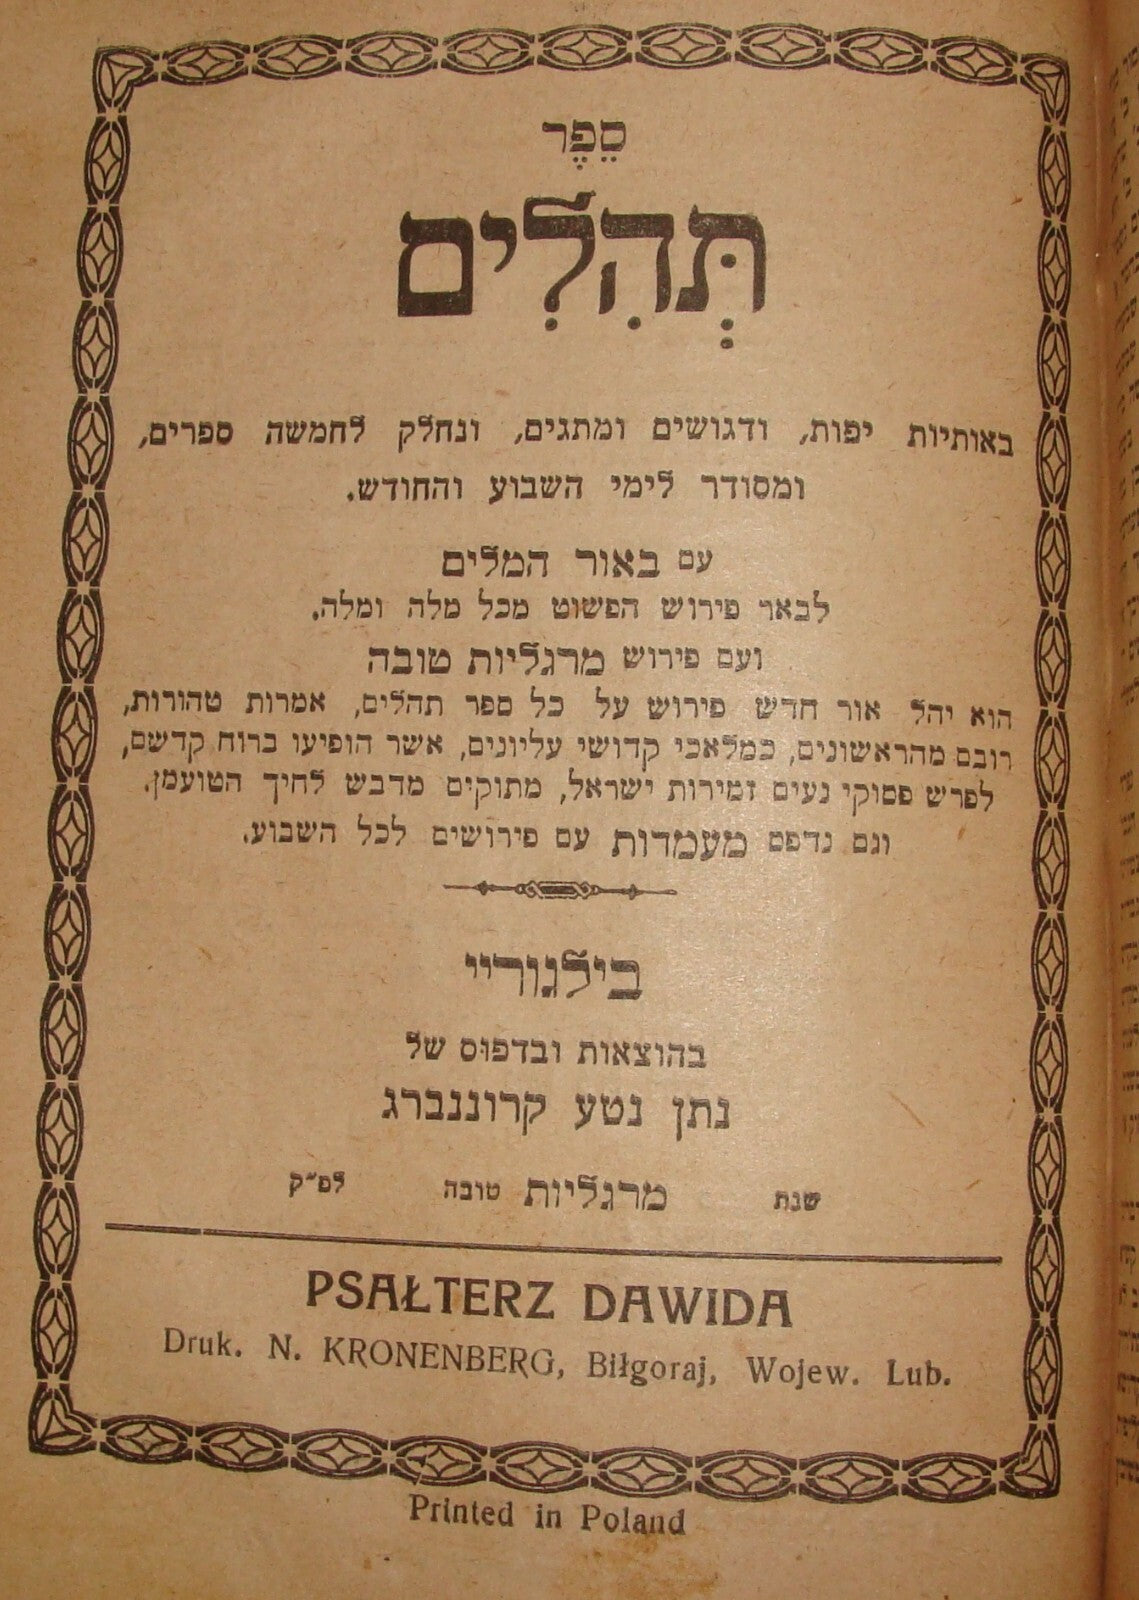 סֵפֶר
תְּהִלִים
באותיות יפות, ודגושים ומתגים, ונחלק לחמשה ספרים,
ומסודר לימי השבוע והחודש.
עם באור המלים
לבאר פירוש הפשוט מכל מלה ומלה.
ועם פירוש מרגליות טובה
הוא יהל אור חדש פירוש על כל ספר תהלים, אמרות טהורות,
רובם מהראשונים, כמלאכי קדושי עליונים, אשר הופיעו ברוח קדשם,
לפרש פסוקי נעים זמירות ישראל, מתוקים מדבש לחיך הטועמן.
וגם נדפס מעמדות עם פירושים לכל השבוע.
בילגוריי
בהוצאות ובדפוס של
נתן נטע קרוננברג
שנת מרגליות טובה לפ״ק
PSAŁTERZ DAWIDA
Druk. N. KRONENBERG, Biłgoraj, Wojew. Lub.
Printed in Poland